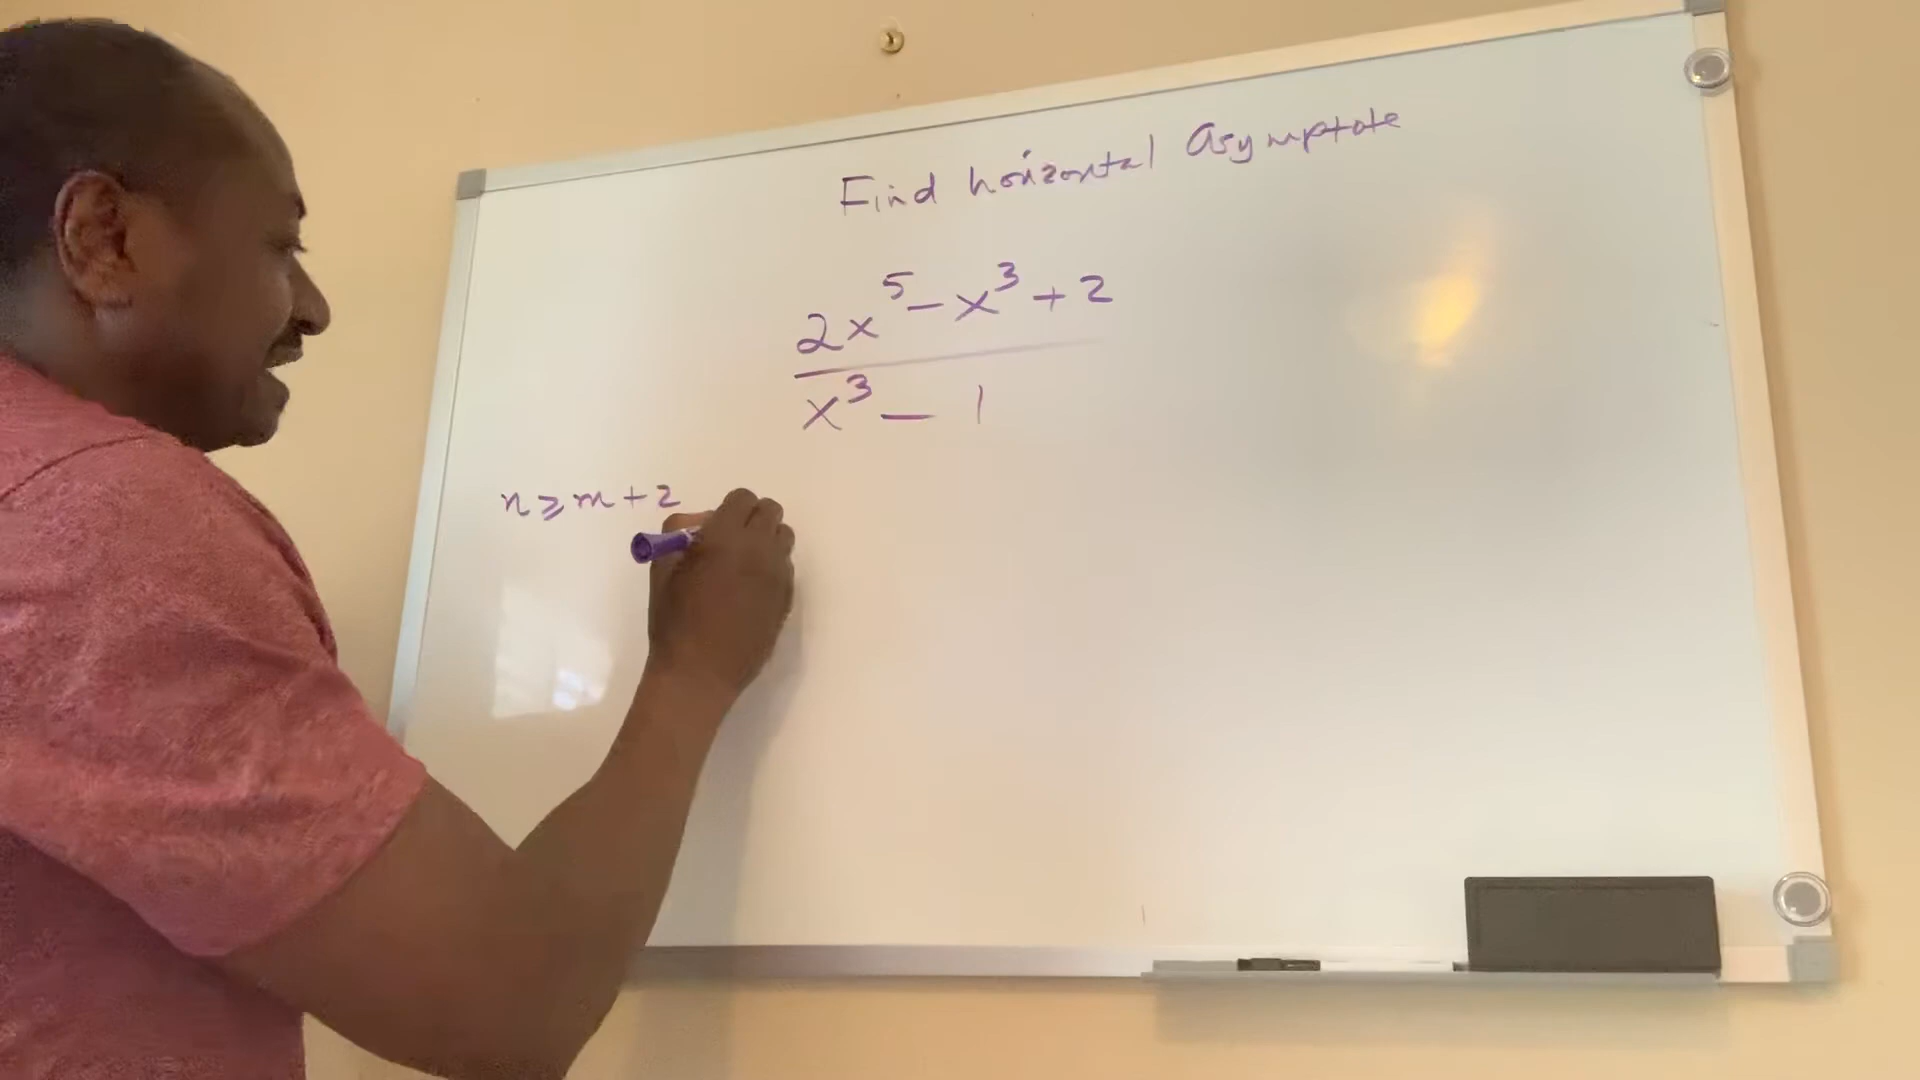 Find horizontal Asymptote
2x⁵ - x³ + 2
x³ - 1
n ⩾ m + 2